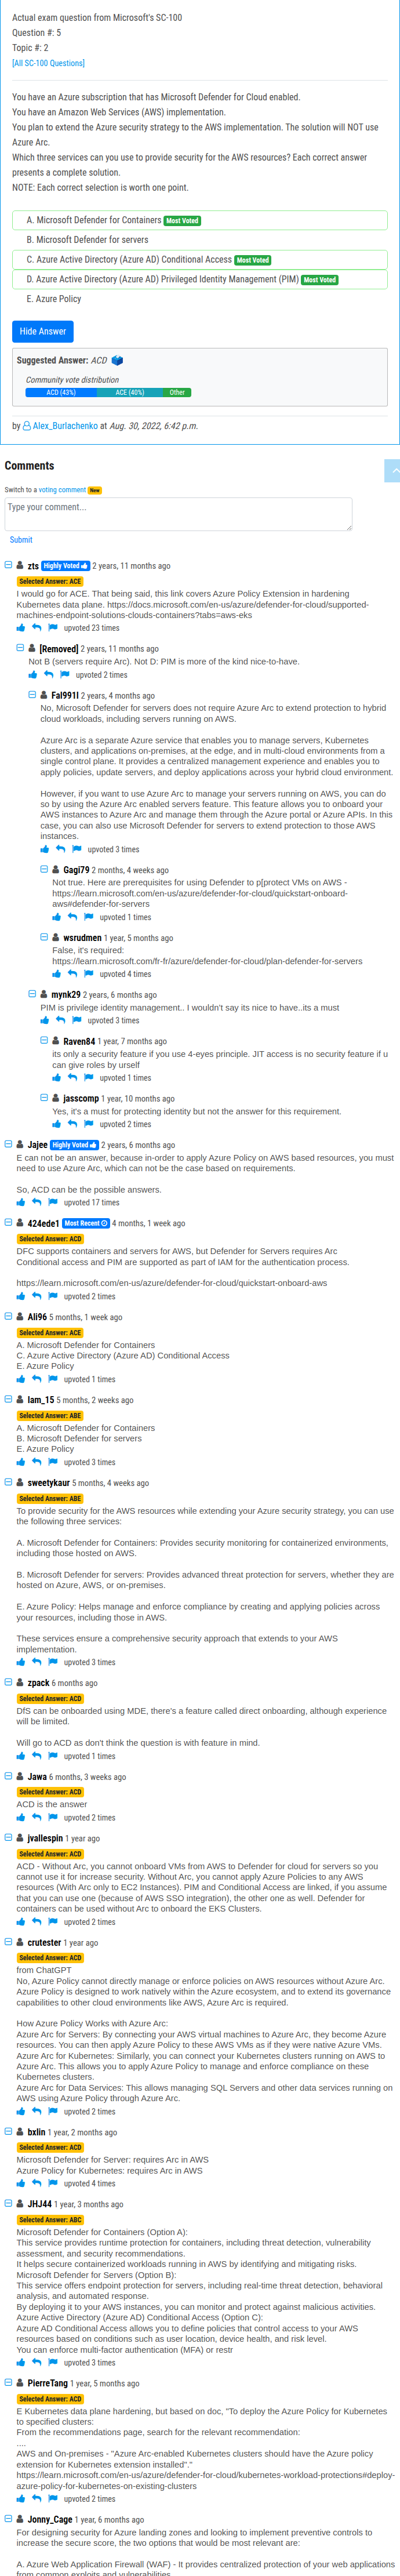 Actual exam question from Microsoft's SC-100
Question #: 5
Topic #: 2
[All SC-100 Questions]
You have an Azure subscription that has Microsoft Defender for Cloud enabled.
You have an Amazon Web Services (AWS) implementation.
You plan to extend the Azure security strategy to the AWS implementation. The solution will NOT use
Azure Arc.
Which three services can you use to provide security for the AWS resources? Each correct answer
presents a complete solution.
NOTE: Each correct selection is worth one point.
A. Microsoft Defender for Containers Most Voted
B. Microsoft Defender for servers
C. Azure Active Directory (Azure AD) Conditional Access Most Voted
D. Azure Active Directory (Azure AD) Privileged Identity Management (PIM) Most Voted
E. Azure Policy
Hide Answer
Suggested Answer: ACD
Community vote distribution
ACD (43%) ACE (40%) Other
by Alex_Burlachenko at Aug. 30, 2022, 6:42 p.m.
Comments
Switch to a voting comment New
Type your comment...
Submit
zts Highly Voted 2 years, 11 months ago
Selected Answer: ACE
I would go for ACE. That being said, this link covers Azure Policy Extension in hardening
Kubernetes data plane. https://docs.microsoft.com/en-us/azure/defender-for-cloud/supported-
machines-endpoint-solutions-clouds-containers?tabs=aws-eks
upvoted 23 times
[Removed] 2 years, 11 months ago
Not B (servers require Arc). Not D: PIM is more of the kind nice-to-have.
upvoted 2 times
Fal991l 2 years, 4 months ago
No, Microsoft Defender for servers does not require Azure Arc to extend protection to hybrid
cloud workloads, including servers running on AWS.
Azure Arc is a separate Azure service that enables you to manage servers, Kubernetes
clusters, and applications on-premises, at the edge, and in multi-cloud environments from a
single control plane. It provides a centralized management experience and enables you to
apply policies, update servers, and deploy applications across your hybrid cloud environment.
However, if you want to use Azure Arc to manage your servers running on AWS, you can do
so by using the Azure Arc enabled servers feature. This feature allows you to onboard your
AWS instances to Azure Arc and manage them through the Azure portal or Azure APIs. In this
case, you can also use Microsoft Defender for servers to extend protection to those AWS
instances.
upvoted 3 times
Gagi79 2 months, 4 weeks ago
Not true. Here are prerequisites for using Defender to p[protect VMs on AWS -
https://learn.microsoft.com/en-us/azure/defender-for-cloud/quickstart-onboard-
aws#defender-for-servers
upvoted 1 times
wsrudmen 1 year, 5 months ago
False, it's required:
https://learn.microsoft.com/fr-fr/azure/defender-for-cloud/plan-defender-for-servers
upvoted 4 times
mynk29 2 years, 6 months ago
PIM is privilege identity management.. I wouldn't say its nice to have..its a must
upvoted 3 times
Raven84 1 year, 7 months ago
its only a security feature if you use 4-eyes principle. JIT access is no security feature if u
can give roles by urself
upvoted 1 times
jasscomp 1 year, 10 months ago
Yes, it's a must for protecting identity but not the answer for this requirement.
upvoted 2 times
Jajee Highly Voted 2 years, 6 months ago
E can not be an answer, because in-order to apply Azure Policy on AWS based resources, you must
need to use Azure Arc, which can not be the case based on requirements.
So, ACD can be the possible answers.
upvoted 17 times
424ede1 Most Recent 4 months, 1 week ago
Selected Answer: ACD
DFC supports containers and servers for AWS, but Defender for Servers requires Arc
Conditional access and PIM are supported as part of IAM for the authentication process.
https://learn.microsoft.com/en-us/azure/defender-for-cloud/quickstart-onboard-aws
upvoted 2 times
Ali96 5 months, 1 week ago
Selected Answer: ACE
A. Microsoft Defender for Containers
C. Azure Active Directory (Azure AD) Conditional Access
E. Azure Policy
upvoted 1 times
Iam_15 5 months, 2 weeks ago
Selected Answer: ABE
A. Microsoft Defender for Containers
B. Microsoft Defender for servers
E. Azure Policy
upvoted 3 times
sweetykaur 5 months, 4 weeks ago
Selected Answer: ABE
To provide security for the AWS resources while extending your Azure security strategy, you can use
the following three services:
A. Microsoft Defender for Containers: Provides security monitoring for containerized environments,
including those hosted on AWS.
B. Microsoft Defender for servers: Provides advanced threat protection for servers, whether they are
hosted on Azure, AWS, or on-premises.
E. Azure Policy: Helps manage and enforce compliance by creating and applying policies across
your resources, including those in AWS.
These services ensure a comprehensive security approach that extends to your AWS
implementation.
upvoted 3 times
zpack 6 months ago
Selected Answer: ACD
DfS can be onboarded using MDE, there's a feature called direct onboarding, although experience
will be limited.
Will go to ACD as don't think the question is with feature in mind.
upvoted 1 times
Jawa 6 months, 3 weeks ago
Selected Answer: ACD
ACD is the answer
upvoted 2 times
jvallespin 1 year ago
Selected Answer: ACD
ACD - Without Arc, you cannot onboard VMs from AWS to Defender for cloud for servers so you
cannot use it for increase security. Without Arc, you cannot apply Azure Policies to any AWS
resources (With Arc only to EC2 Instances). PIM and Conditional Access are linked, if you assume
that you can use one (because of AWS SSO integration), the other one as well. Defender for
containers can be used without Arc to onboard the EKS Clusters.
upvoted 2 times
crutester 1 year ago
Selected Answer: ACD
from ChatGPT
No, Azure Policy cannot directly manage or enforce policies on AWS resources without Azure Arc.
Azure Policy is designed to work natively within the Azure ecosystem, and to extend its governance
capabilities to other cloud environments like AWS, Azure Arc is required.
How Azure Policy Works with Azure Arc:
Azure Arc for Servers: By connecting your AWS virtual machines to Azure Arc, they become Azure
resources. You can then apply Azure Policy to these AWS VMs as if they were native Azure VMs.
Azure Arc for Kubernetes: Similarly, you can connect your Kubernetes clusters running on AWS to
Azure Arc. This allows you to apply Azure Policy to manage and enforce compliance on these
Kubernetes clusters.
Azure Arc for Data Services: This allows managing SQL Servers and other data services running on
AWS using Azure Policy through Azure Arc.
upvoted 2 times
bxlin 1 year, 2 months ago
Selected Answer: ACD
Microsoft Defender for Server: requires Arc in AWS
Azure Policy for Kubernetes: requires Arc in AWS
upvoted 4 times
JHJ44 1 year, 3 months ago
Selected Answer: ABC
Microsoft Defender for Containers (Option A):
This service provides runtime protection for containers, including threat detection, vulnerability
assessment, and security recommendations.
It helps secure containerized workloads running in AWS by identifying and mitigating risks.
Microsoft Defender for Servers (Option B):
This service offers endpoint protection for servers, including real-time threat detection, behavioral
analysis, and automated response.
By deploying it to your AWS instances, you can monitor and protect against malicious activities.
Azure Active Directory (Azure AD) Conditional Access (Option C):
Azure AD Conditional Access allows you to define policies that control access to your AWS
resources based on conditions such as user location, device health, and risk level.
You can enforce multi-factor authentication (MFA) or restr
upvoted 3 times
PierreTang 1 year, 5 months ago
Selected Answer: ACD
E Kubernetes data plane hardening, but based on doc, "To deploy the Azure Policy for Kubernetes
to specified clusters:
From the recommendations page, search for the relevant recommendation:
....
AWS and On-premises - "Azure Arc-enabled Kubernetes clusters should have the Azure policy
extension for Kubernetes extension installed"."
https://learn.microsoft.com/en-us/azure/defender-for-cloud/kubernetes-workload-protections#deploy-
azure-policy-for-kubernetes-on-existing-clusters
upvoted 2 times
Jonny_Cage 1 year, 6 months ago
For designing security for Azure landing zones and looking to implement preventive controls to
increase the secure score, the two options that would be most relevant are:
A. Azure Web Application Firewall (WAF) - It provides centralized protection of your web applications
from common exploits and vulnerabilities.